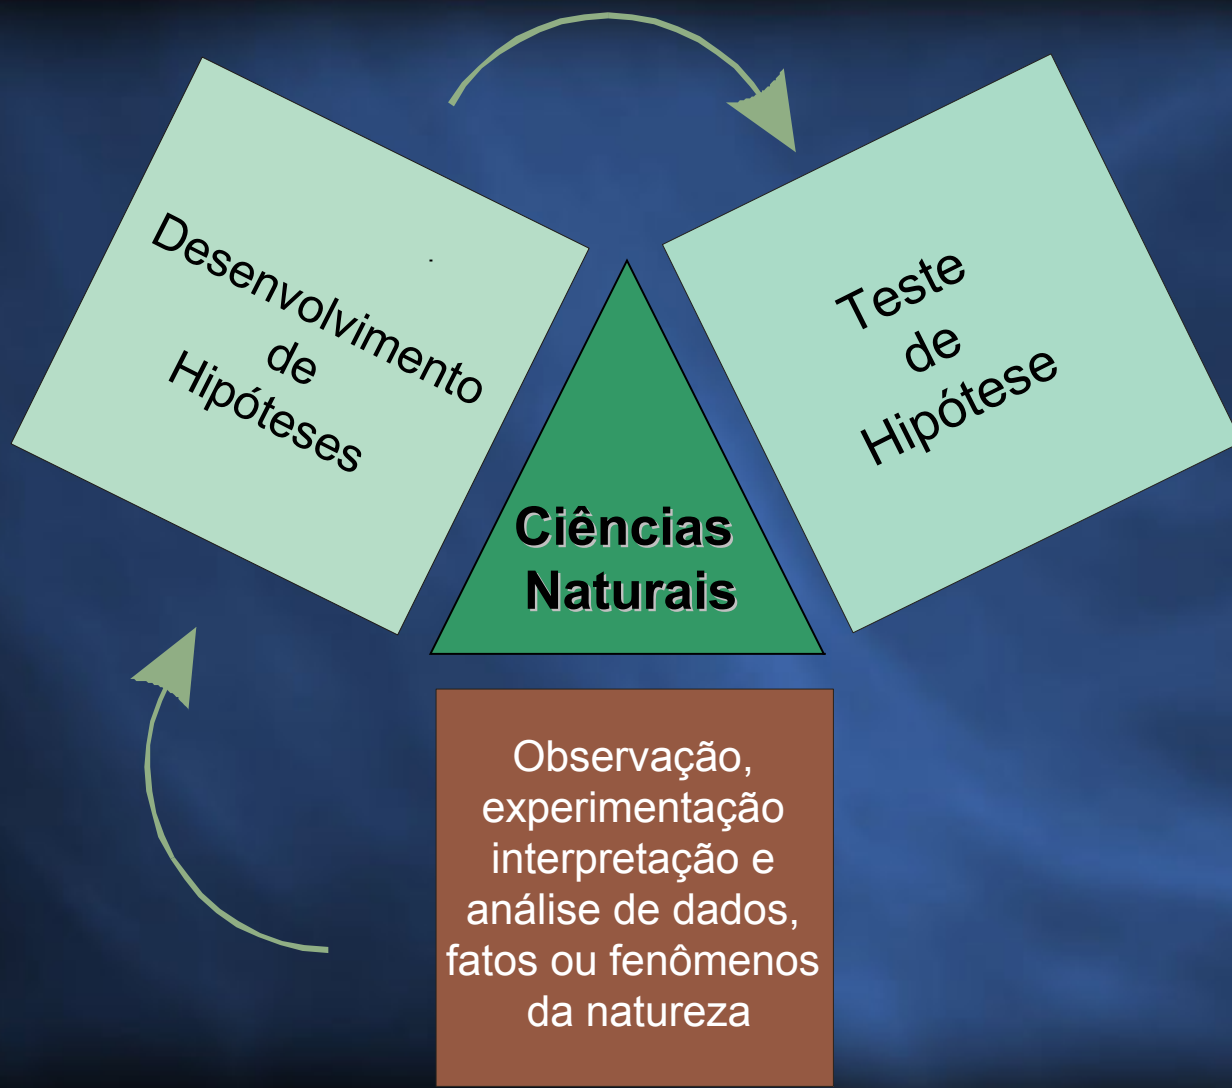 Desenvolvimento
de
Hipóteses
Teste
de
Hipótese
Ciências
Naturais
Observação,
experimentação
interpretação e
análise de dados,
fatos ou fenômenos
da natureza